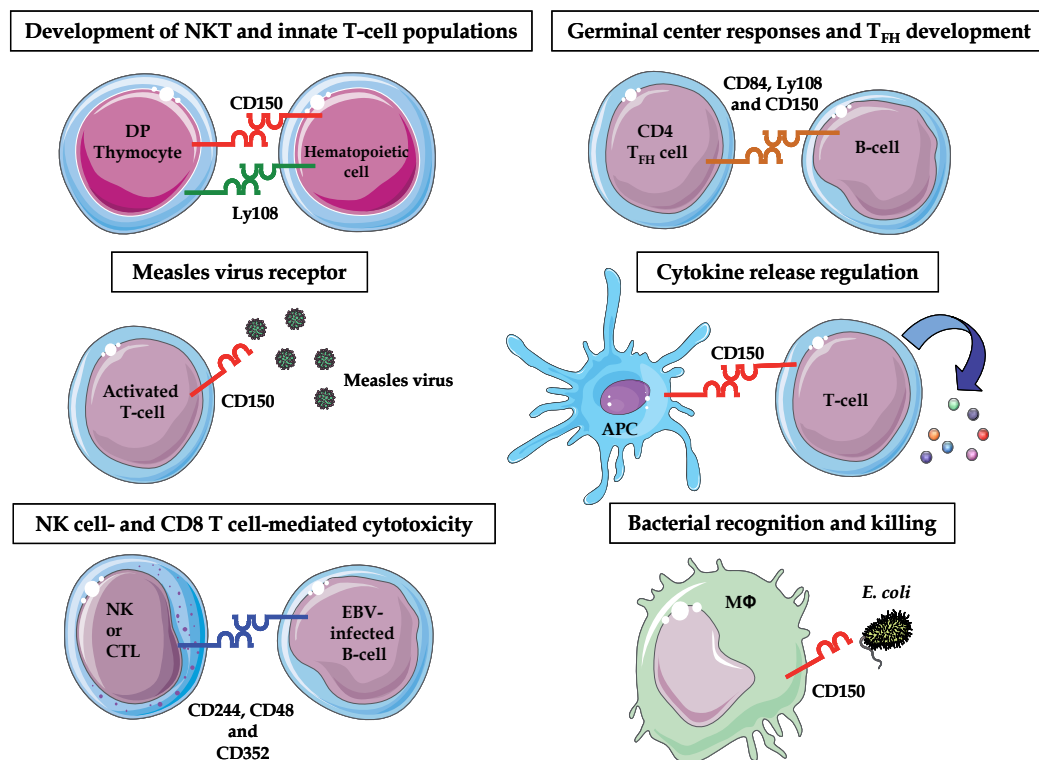 Development of NKT and innate T-cell populations
CD150
DP
Thymocyte
Hematopoietic
cell
Ly108
Germinal center responses and TFH development
CD84, Ly108
and CD150
CD4
TFH cell
B-cell
Measles virus receptor
Activated
T-cell
CD150
Measles virus
Cytokine release regulation
CD150
APC
T-cell
NK cell- and CD8 T cell-mediated cytotoxicity
NK
or
CTL
EBV-
infected
B-cell
CD244, CD48
and
CD352
Bacterial recognition and killing
MΦ
E. coli
CD150